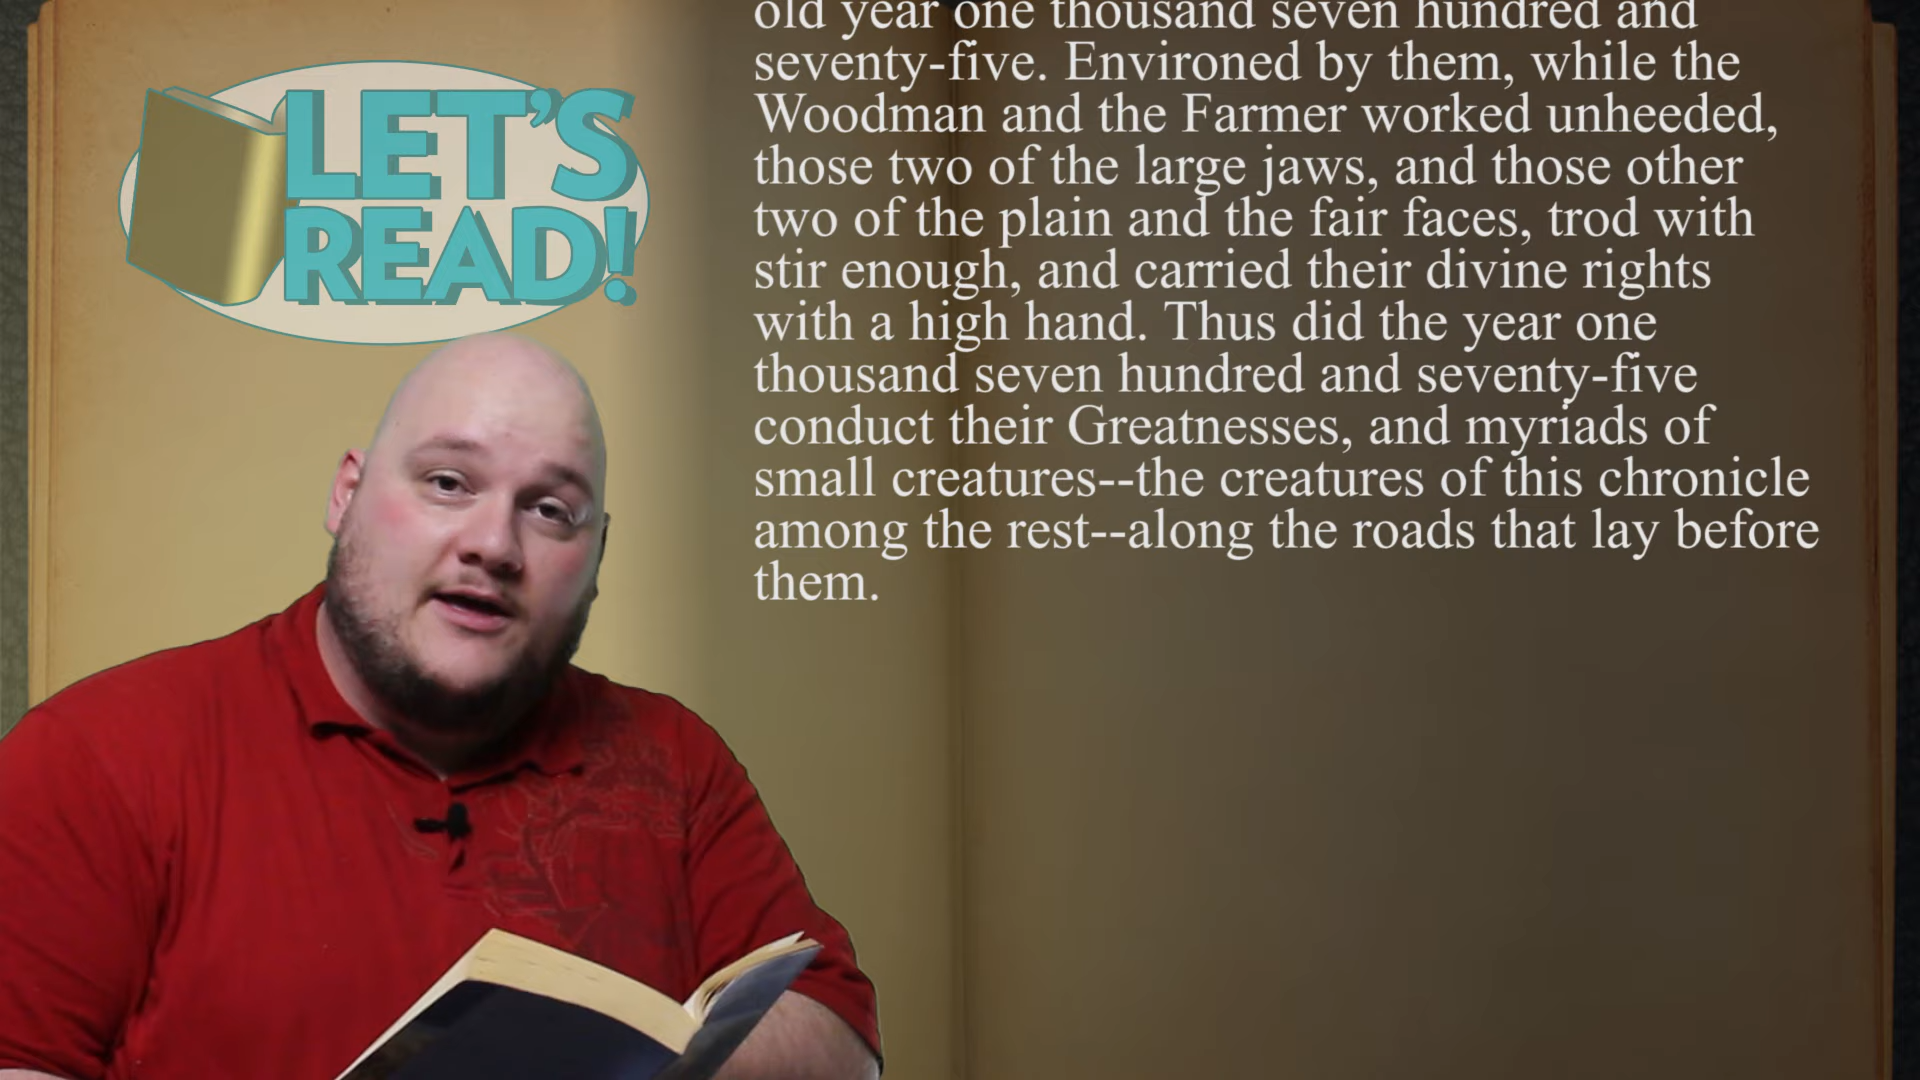 LET'S
READ!
old year one thousand seven hundred and
seventy-five. Environed by them, while the
Woodman and the Farmer worked unheeded,
those two of the large jaws, and those other
two of the plain and the fair faces, trod with
stir enough, and carried their divine rights
with a high hand. Thus did the year one
thousand seven hundred and seventy-five
conduct their Greatnesses, and myriads of
small creatures--the creatures of this chronicle
among the rest--along the roads that lay before
them.